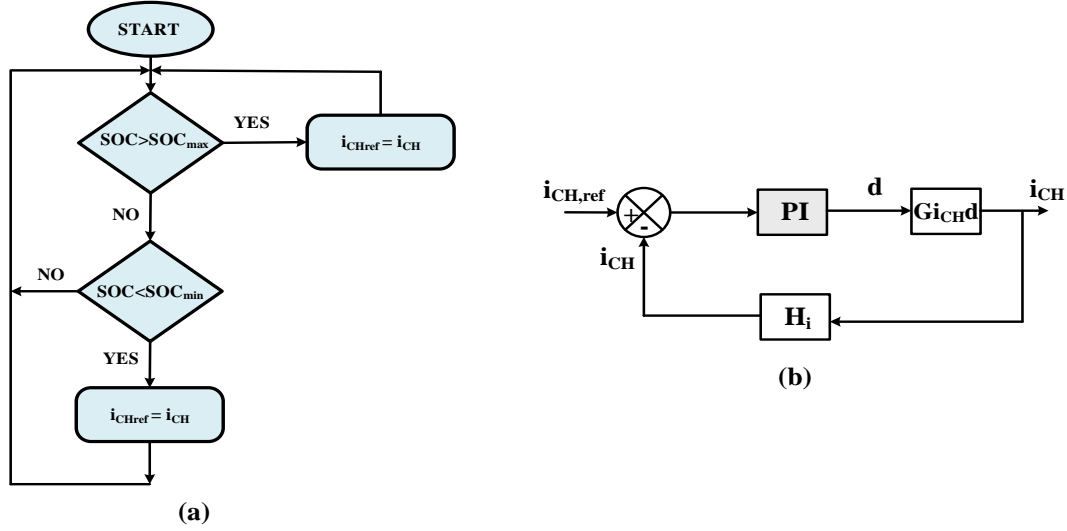 START
SOC>SOCmax
YES
iCHref = iCH
NO
SOC<SOCmin
NO
YES
iCHref = iCH
(a)
iCH,ref
+
-
iCH
PI
d
GiCHd
iCH
Hi
(b)